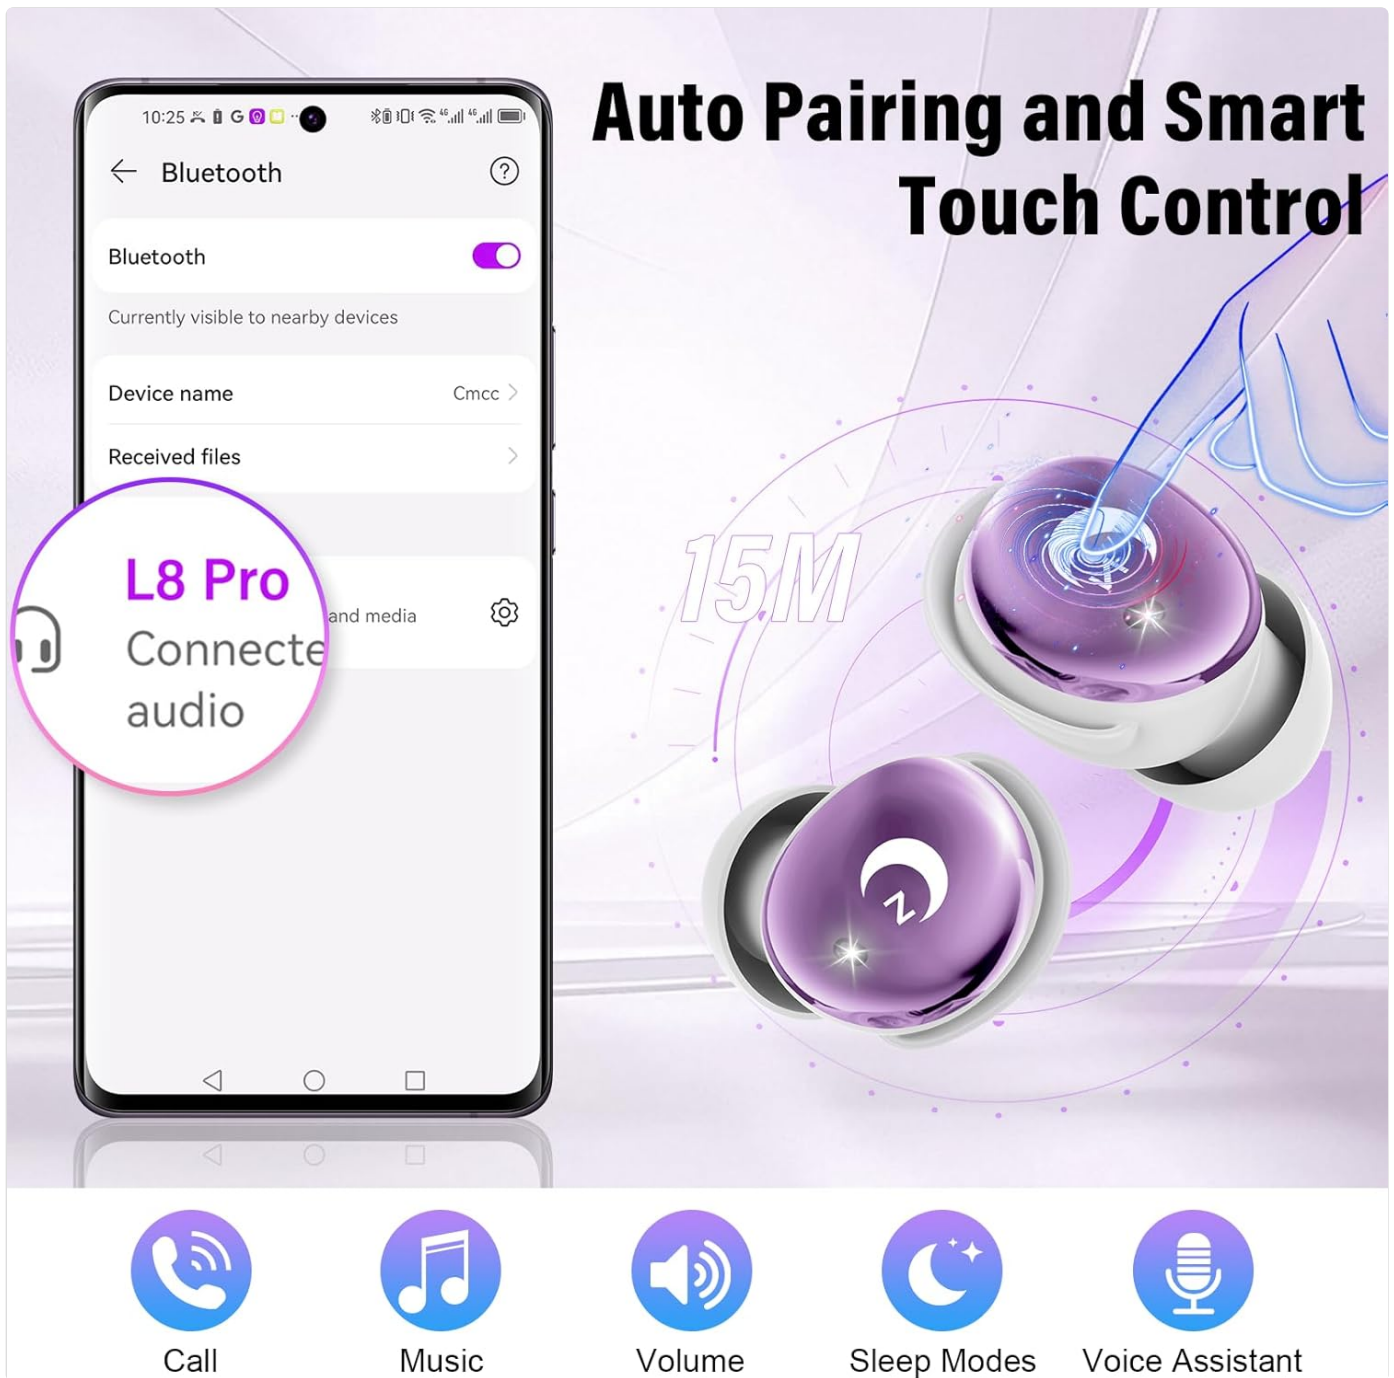 Auto Pairing and Smart
Touch Control
10:25
Bluetooth
Bluetooth
Currently visible to nearby devices
Device name
Cmcc
Received files
L8 Pro
Connecte
audio
and media
15M
Z
Call
Music
Volume
Sleep Modes
Voice Assistant